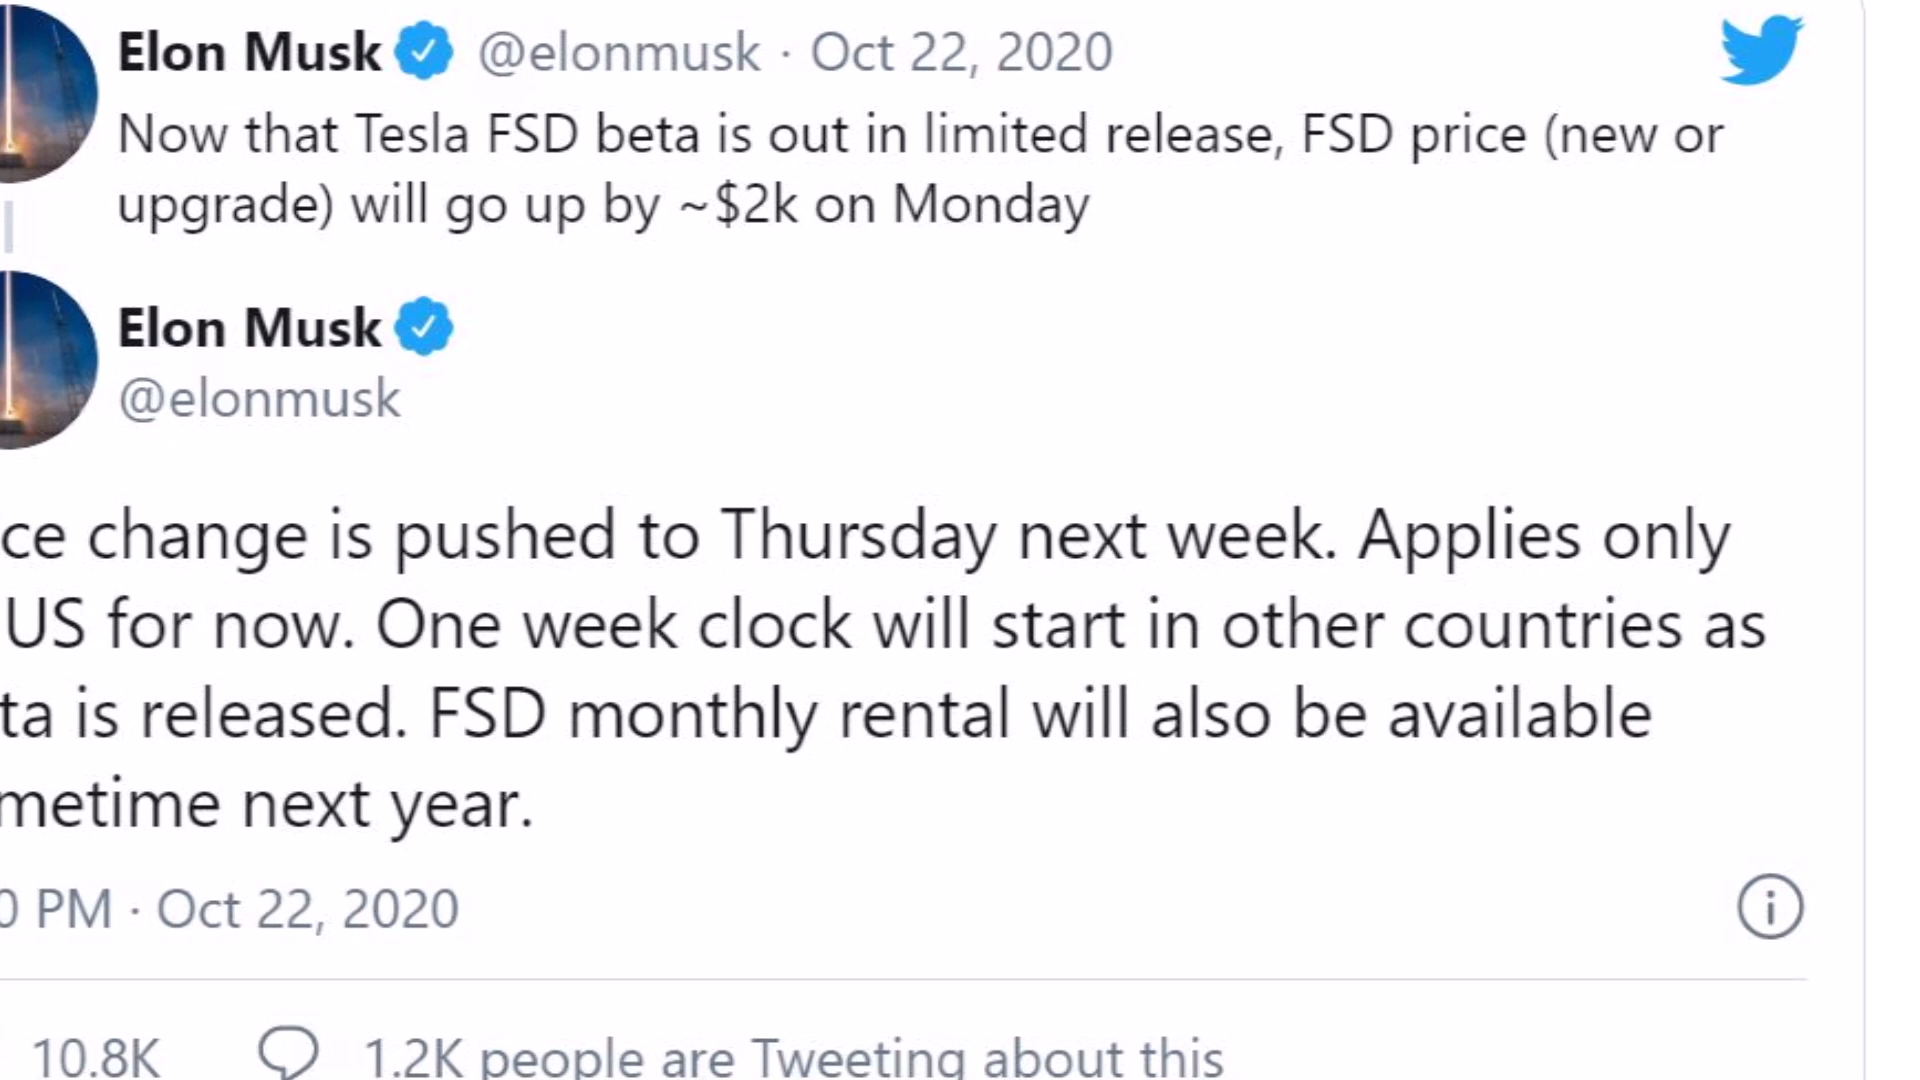 Elon Musk @elonmusk · Oct 22, 2020
Now that Tesla FSD beta is out in limited release, FSD price (new or
upgrade) will go up by ~$2k on Monday
Elon Musk
@elonmusk
ce change is pushed to Thursday next week. Applies only
US for now. One week clock will start in other countries as
ta is released. FSD monthly rental will also be available
metime next year.
0 PM · Oct 22, 2020
10.8K 1.2K people are Tweeting about this